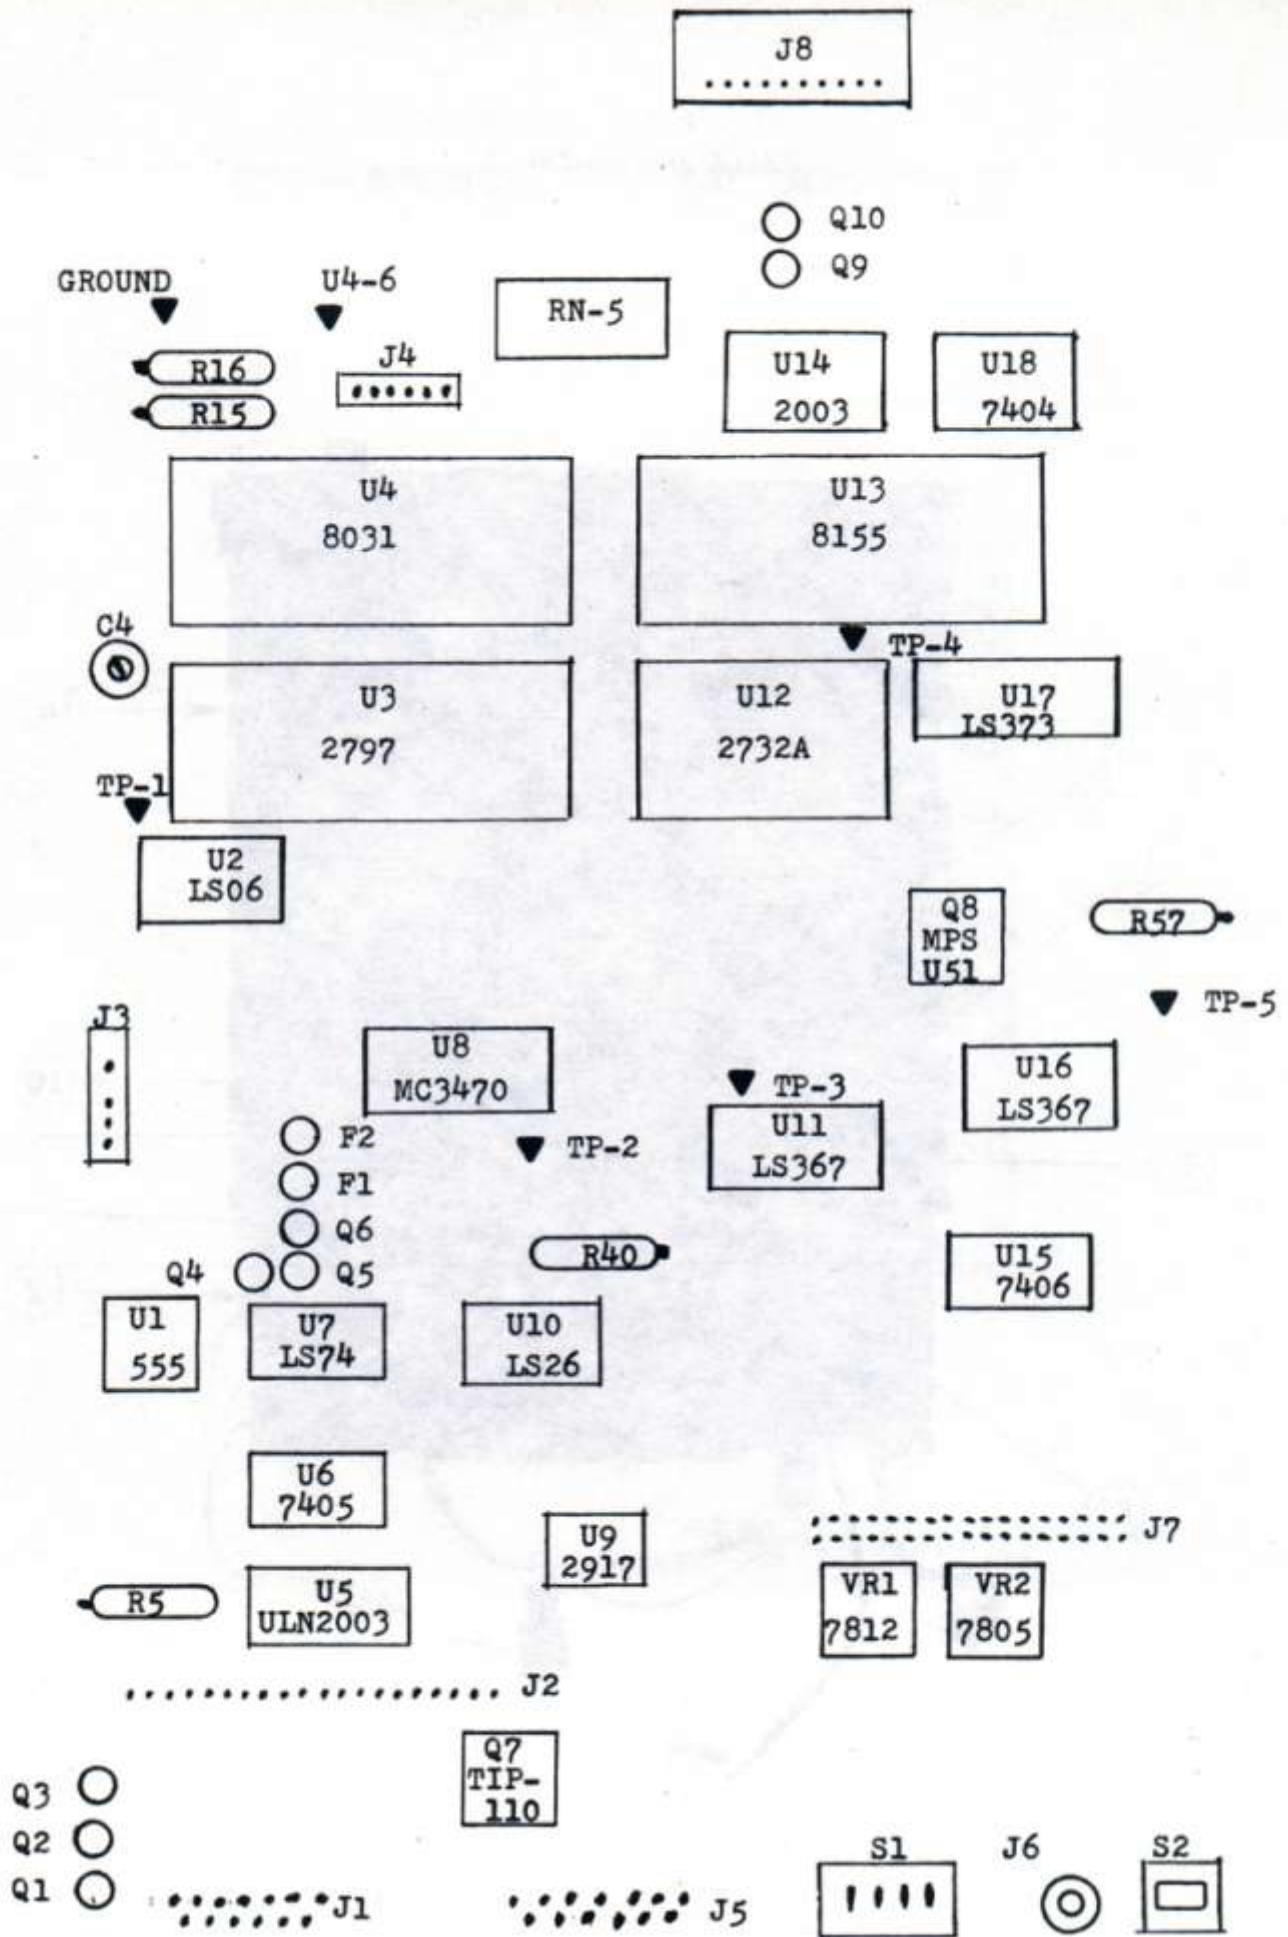 J8
Q10
Q9
GROUND
U4-6
RN-5
J4
R16
R15
U14
2003
U18
7404
U4
8031
U13
8155
C4
TP-4
U3
2797
U12
2732A
U17
LS373
TP-1
U2
LS06
Q8
MPS
U51
R57
TP-5
J3
U8
MC3470
TP-3
U11
LS367
U16
LS367
F2
TP-2
F1
Q6
R40
Q4
Q5
U15
7406
U1
555
U7
LS74
U10
LS26
U6
7405
U9
2917
J7
R5
U5
ULN2003
VR1
7812
VR2
7805
J2
Q7
TIP-
110
Q3
Q2
Q1
J1
J5
S1
J6
S2